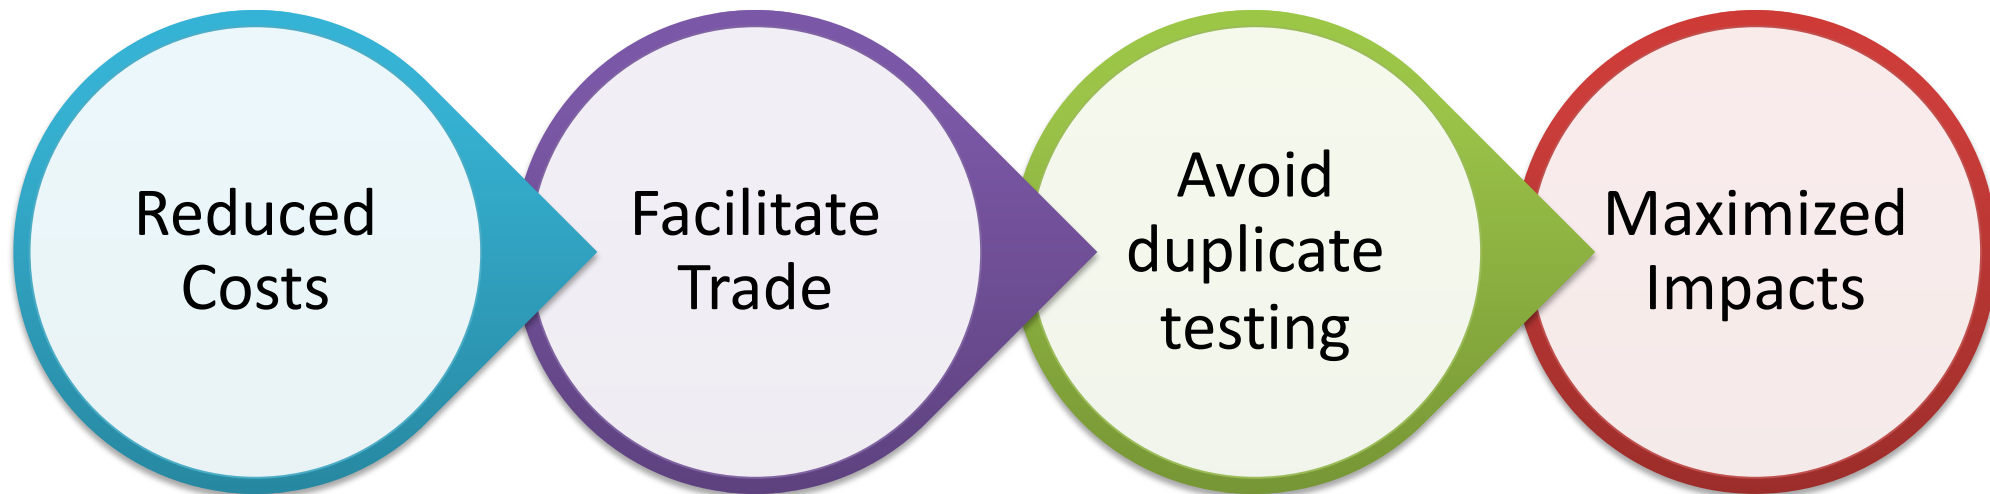 Reduced
Costs
Facilitate
Trade
Avoid
duplicate
testing
Maximized
Impacts